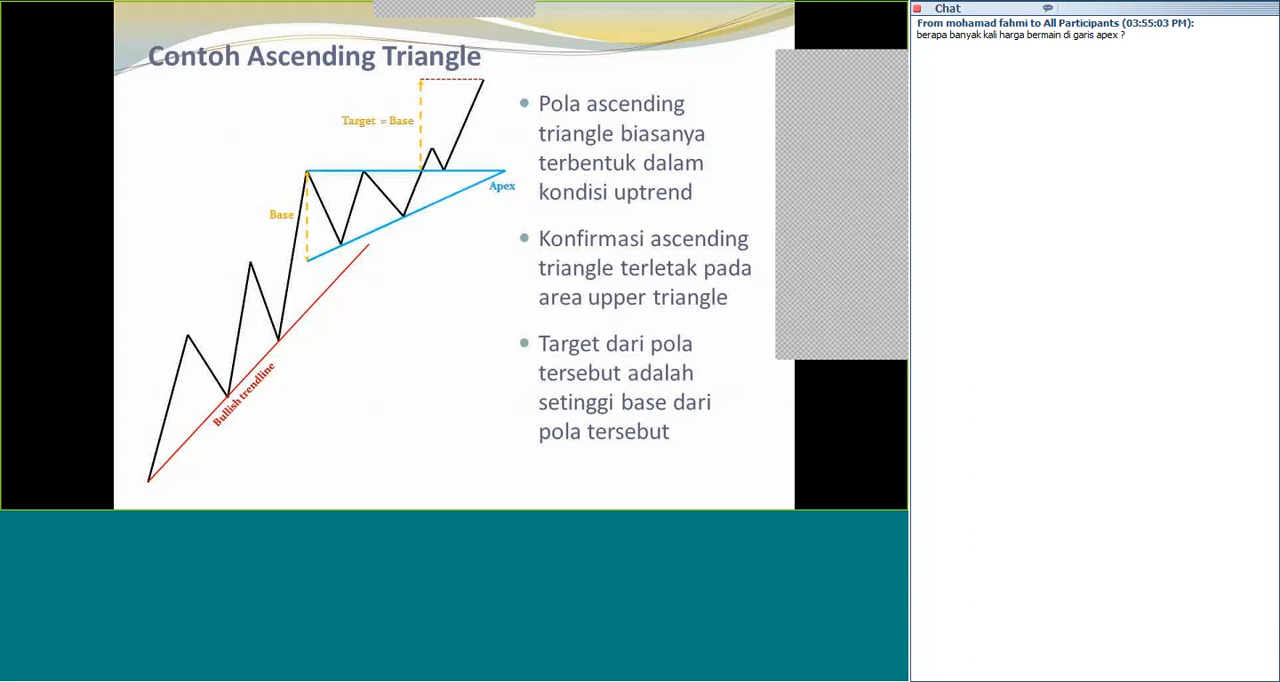 Contoh Ascending Triangle
Target = Base
Base
Apex
Bullish trendline
Pola ascending
triangle biasanya
terbentuk dalam
kondisi uptrend
Konfirmasi ascending
triangle terletak pada
area upper triangle
Target dari pola
tersebut adalah
setinggi base dari
pola tersebut
Chat
From mohamad fahmi to All Participants (03:55:03 PM):
berapa banyak kali harga bermain di garis apex ?